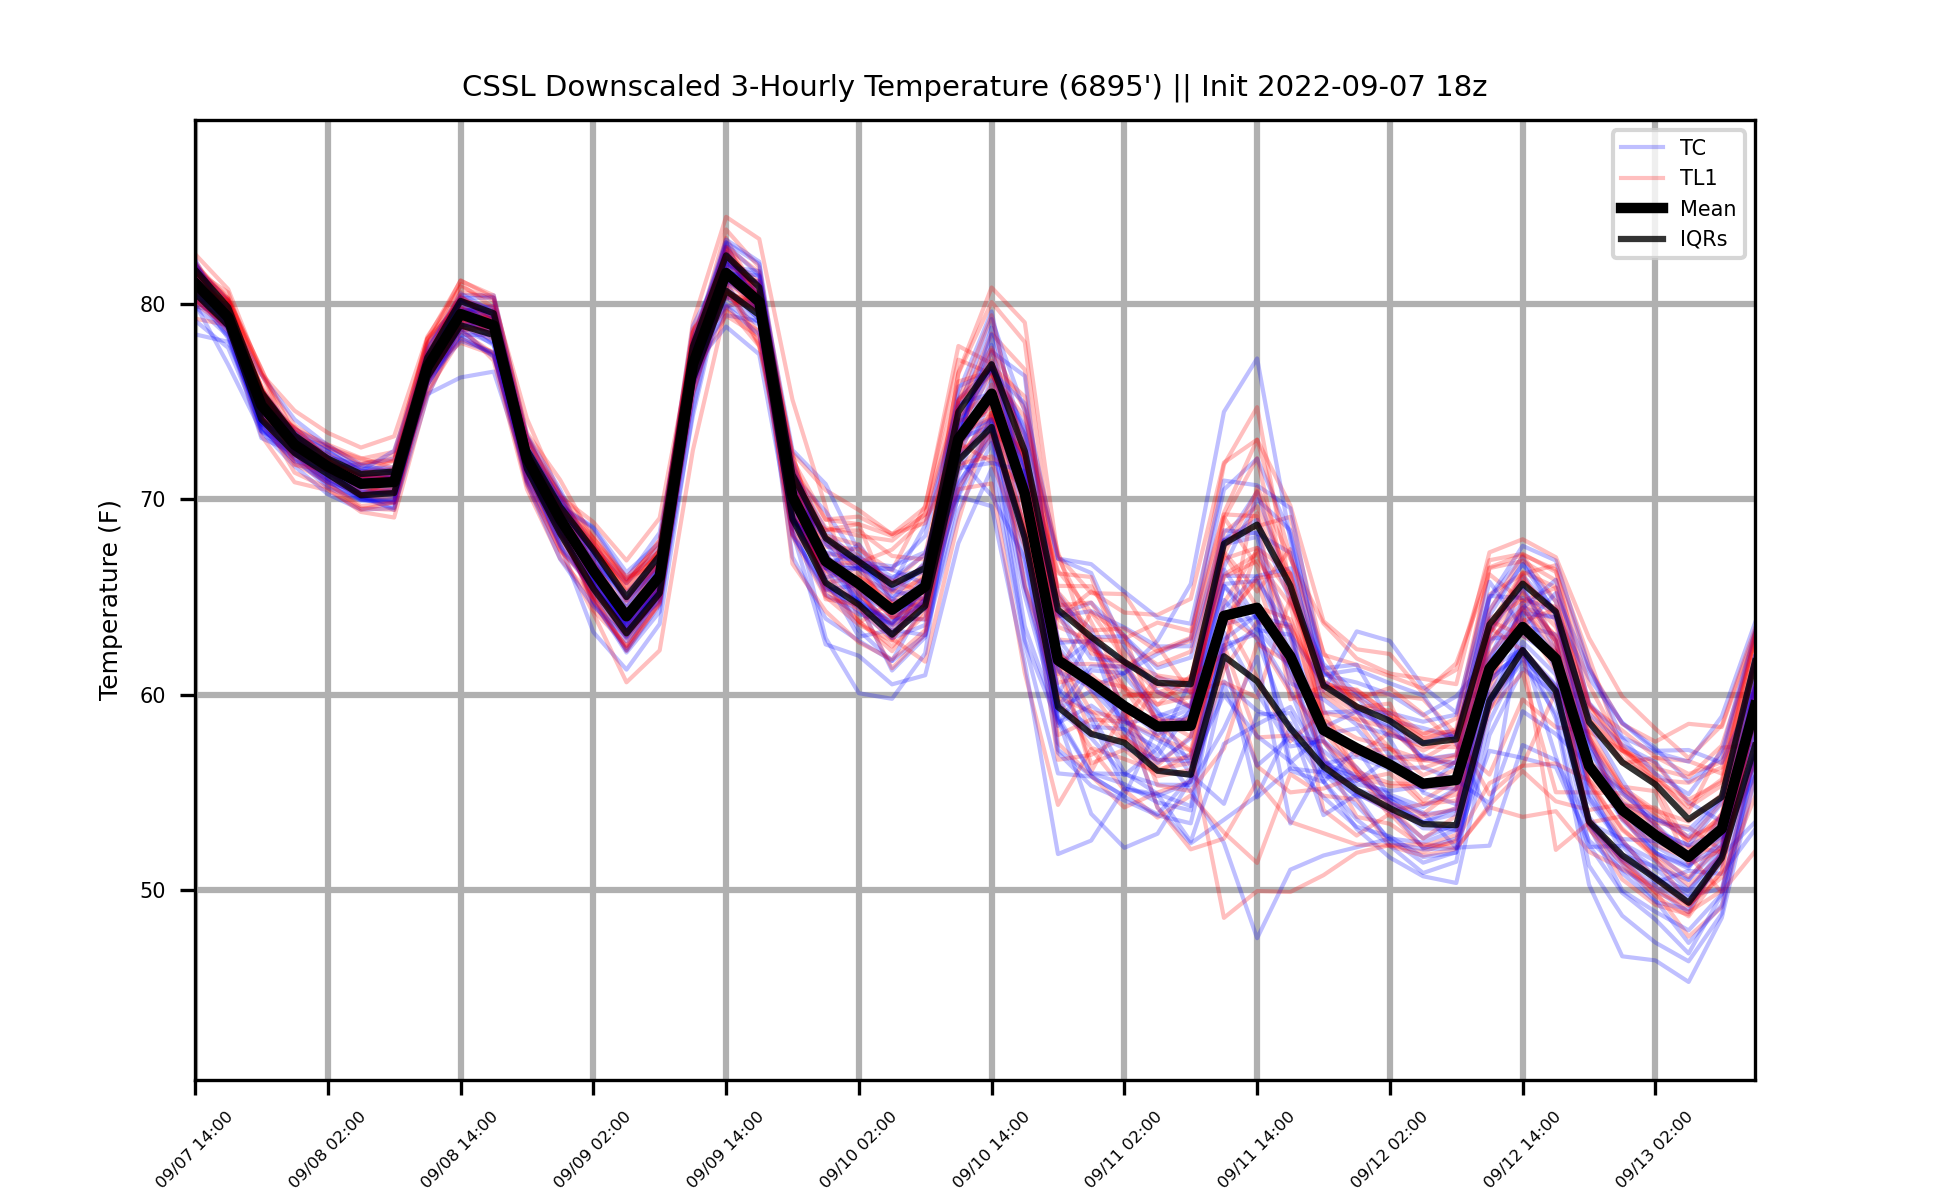 CSSL Downscaled 3-Hourly Temperature (6895') || Init 2022-09-07 18z
TC
TL1
Mean
IQRs
Temperature (F)
80
70
60
50
09/07 14:00
09/08 02:00
09/08 14:00
09/09 02:00
09/09 14:00
09/10 02:00
09/10 14:00
09/11 02:00
09/11 14:00
09/12 02:00
09/12 14:00
09/13 02:00